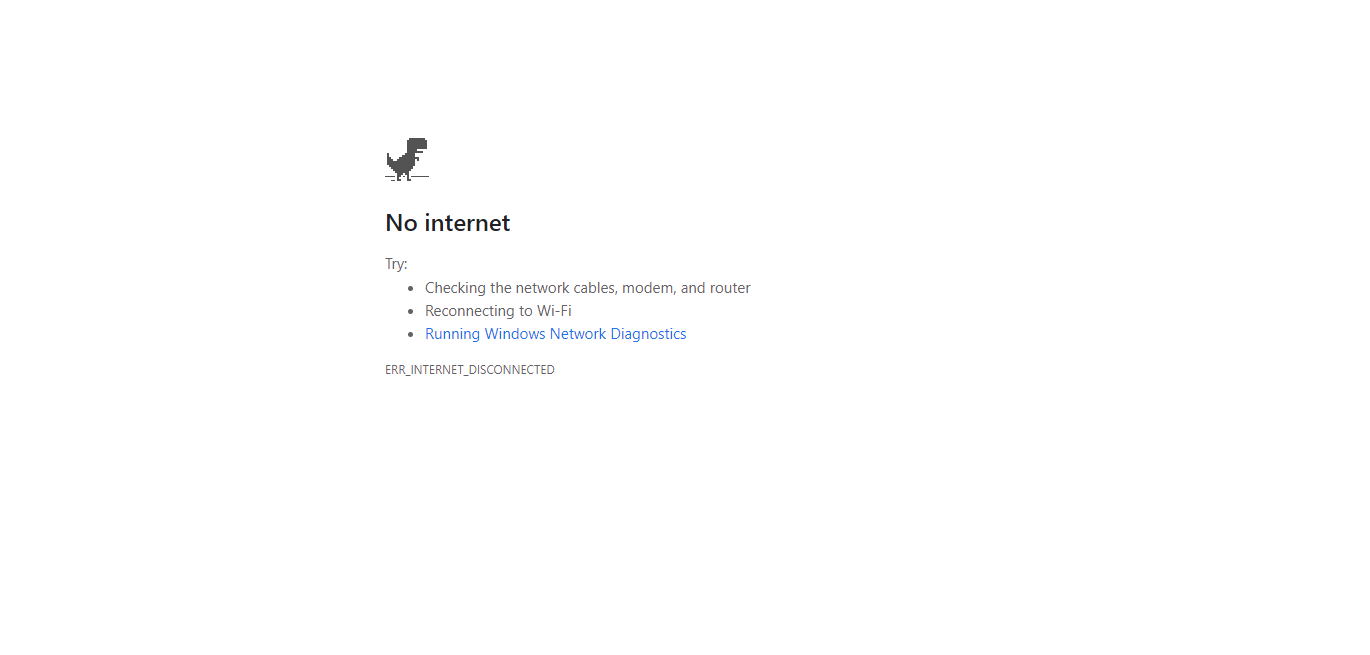 No internet
Try:
Checking the network cables, modem, and router
Reconnecting to Wi-Fi
Running Windows Network Diagnostics
ERR_INTERNET_DISCONNECTED